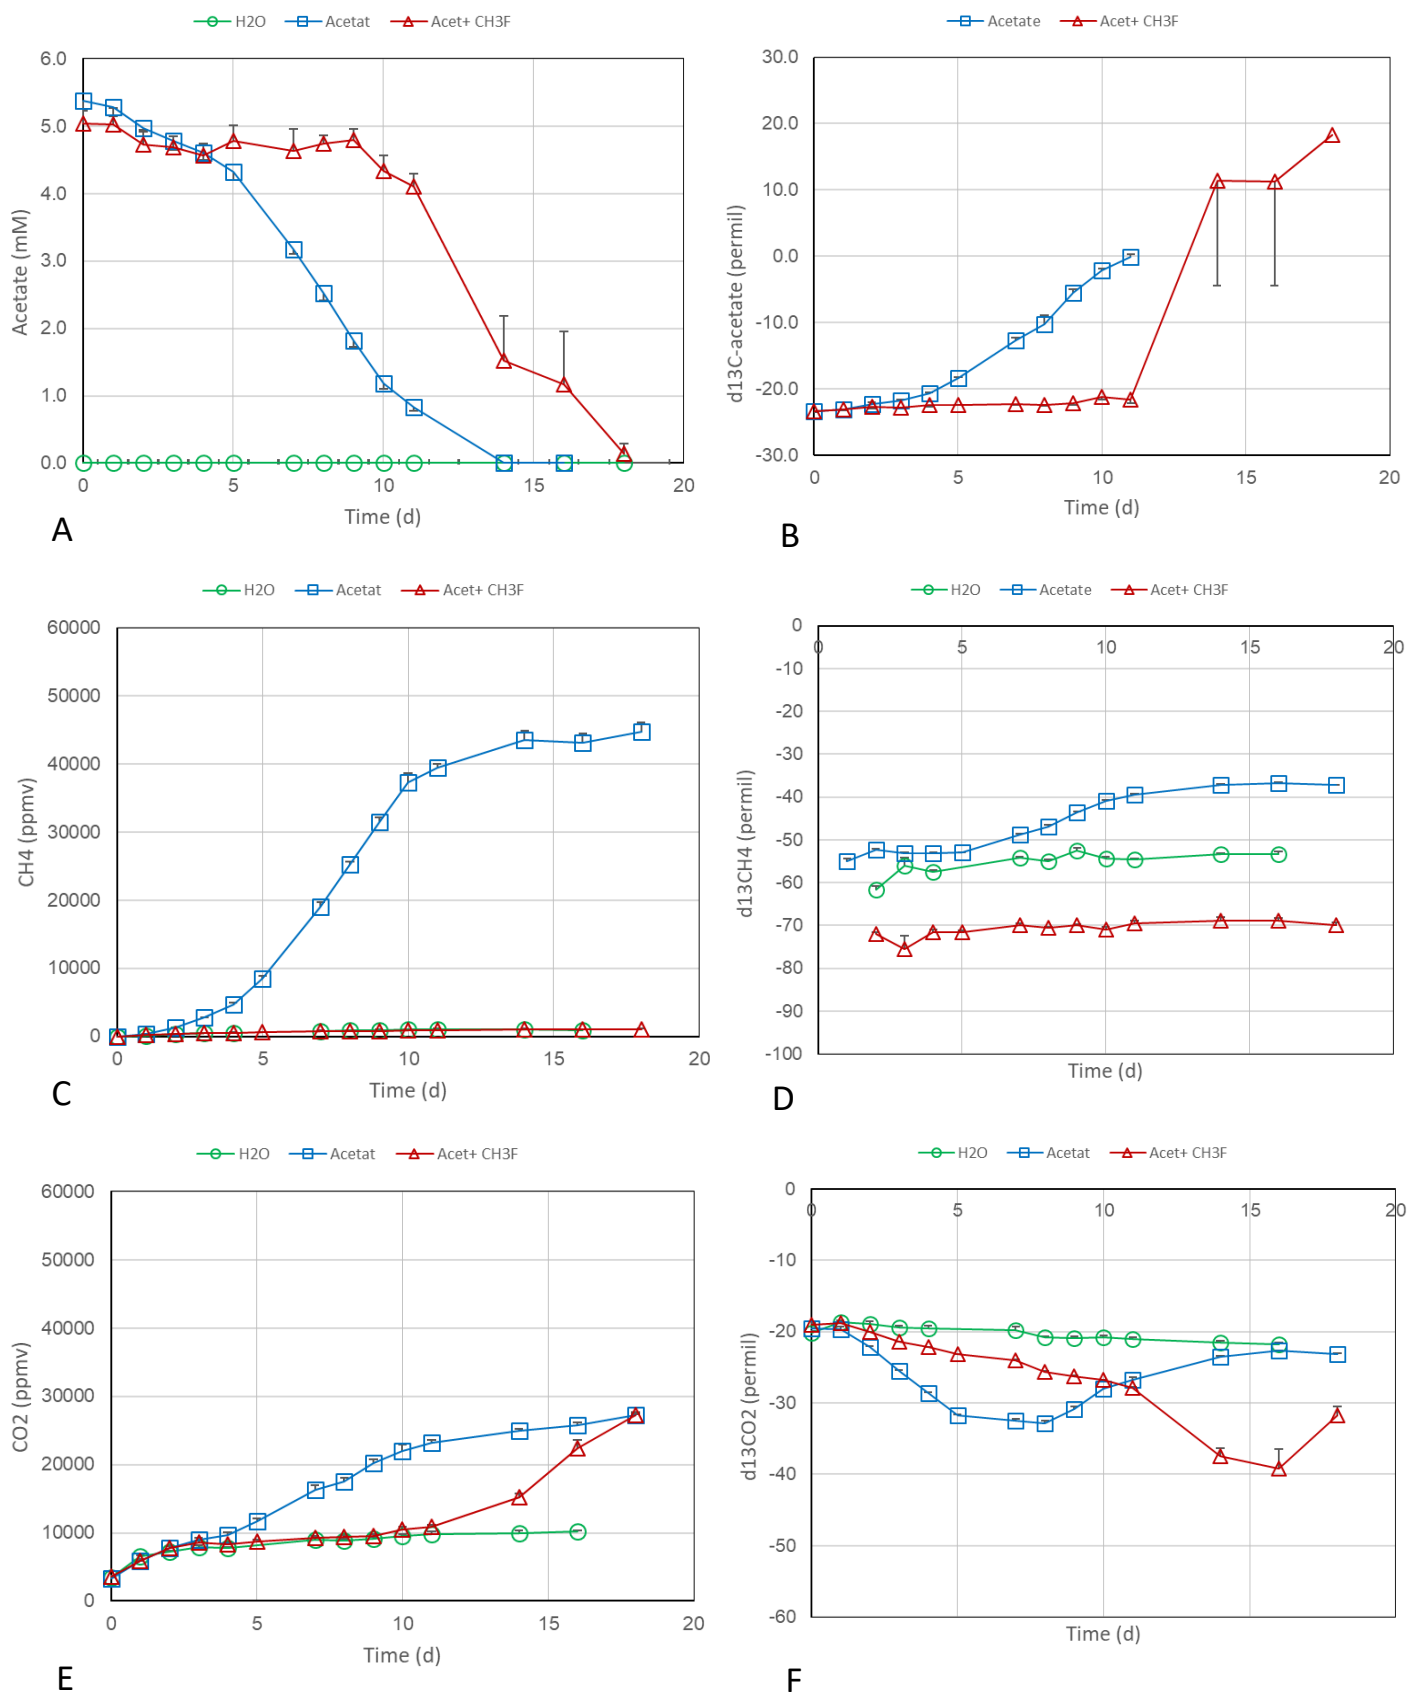 H2O Acetat Acet+ CH3F
6.0
5.0
4.0
3.0
2.0
1.0
0.0
Acetate (mM)
0 5 10 15 20
Time (d)
A
Acetate Acet+ CH3F
30.0
20.0
10.0
0.0
-10.0
-20.0
-30.0
d13C-acetate (permil)
0 5 10 15 20
Time (d)
B
H2O Acetat Acet+ CH3F
60000
50000
40000
30000
20000
10000
0
CH4 (ppmv)
0 5 10 15 20
Time (d)
C
H2O Acetate Acet+ CH3F
0
0 5 10 15 20
-10
-20
-30
-40
-50
-60
-70
-80
-90
-100
d13CH4 (permil)
Time (d)
D
H2O Acetat Acet+ CH3F
60000
50000
40000
30000
20000
10000
0
CO2 (ppmv)
0 5 10 15 20
Time (d)
E
H2O Acetat Acet+ CH3F
0
0 5 10 15 20
-10
-20
-30
-40
-50
-60
d13CO2 (permil)
Time (d)
F